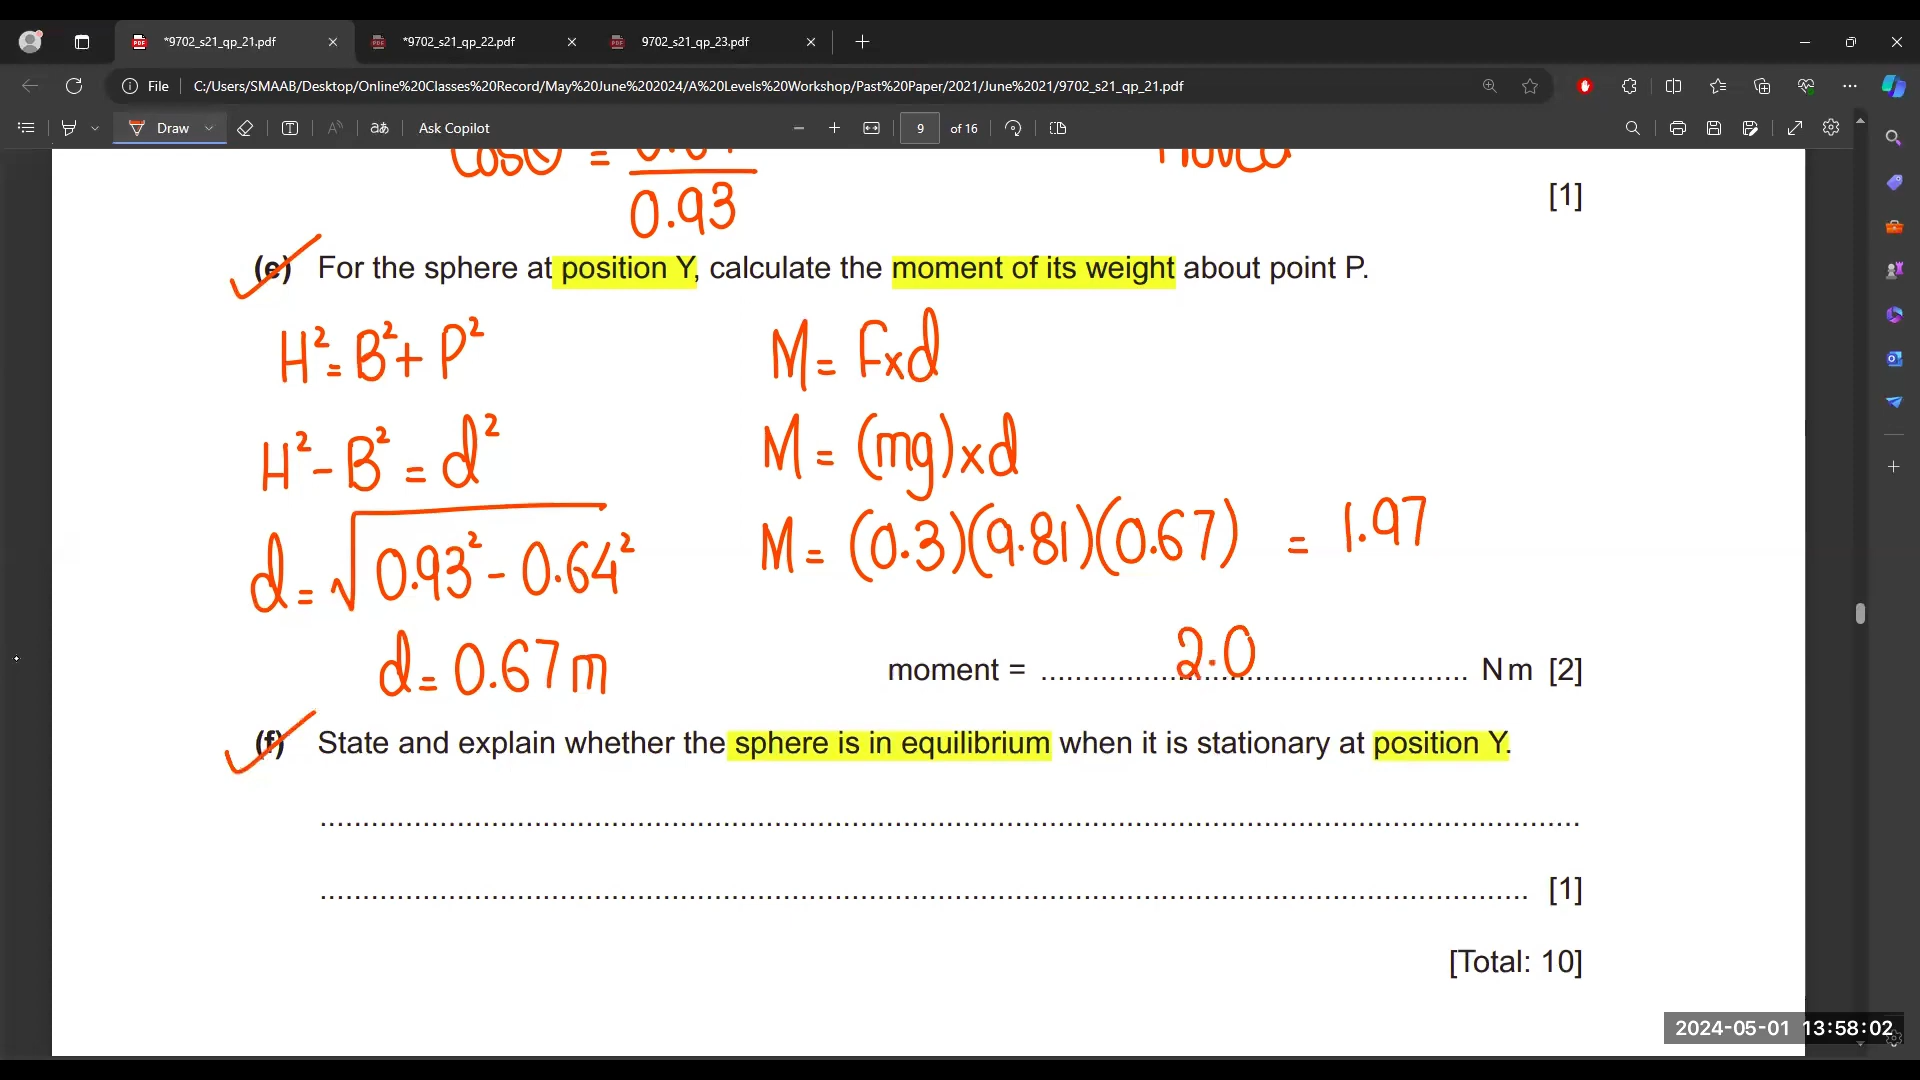 *9702_s21_qp_21.pdf
*9702_s21_qp_22.pdf
9702_s21_qp_23.pdf
File
C:/Users/SMAAB/Desktop/Online%20Classes%20Record/May%20June%202024/A%20Levels%20Workshop/Past%20Paper/2021/June%2021/9702_s21_qp_21.pdf
Draw
Ask Copilot
9 of 16
Cosθ =
0.93
[1]
(e) For the sphere at position Y, calculate the moment of its weight about point P.
H² = B² + P²
M = F×d
H² - B² = d²
M = (mg)×d
d = √0.93² - 0.64²
M = (0.3)(9.81)(0.67) = 1.97
d = 0.67m
moment = 2.0 N m [2]
(f) State and explain whether the sphere is in equilibrium when it is stationary at position Y.
[1]
[Total: 10]
2024-05-01 13:58:02